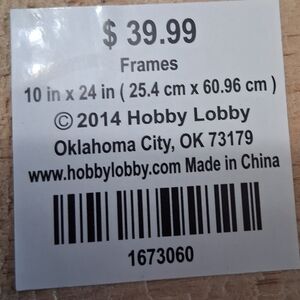 $ 39.99
Frames
10 in x 24 in ( 25.4 cm x 60.96 cm )
© 2014 Hobby Lobby
Oklahoma City, OK 73179
www.hobbylobby.com Made in China
1673060